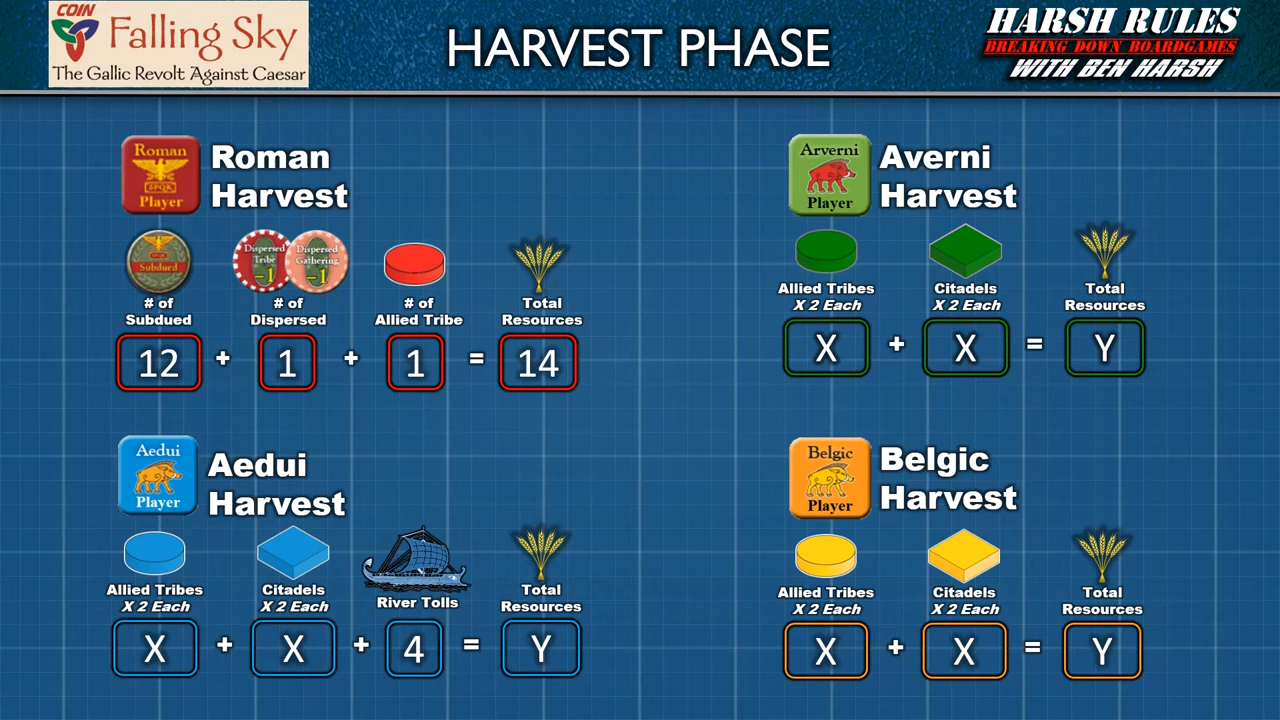 COIN
Falling Sky
The Gallic Revolt Against Caesar
HARVEST PHASE
HARSH RULES
BREAKING DOWN BOARDGAMES
WITH BEN HARSH
Roman
SPQR
Player
Roman
Harvest
Subdued
Dispersed
Tribe
-1
Dispersed
Gathering
-1
# of
Subdued
# of
Dispersed
# of
Allied Tribe
Total
Resources
12 + 1 + 1 = 14
Arverni
Player
Averni
Harvest
Allied Tribes
X 2 Each
Citadels
X 2 Each
Total
Resources
X + X = Y
Aedui
Player
Aedui
Harvest
Allied Tribes
X 2 Each
Citadels
X 2 Each
River Tolls
Total
Resources
X + X + 4 = Y
Belgic
Player
Belgic
Harvest
Allied Tribes
X 2 Each
Citadels
X 2 Each
Total
Resources
X + X = Y